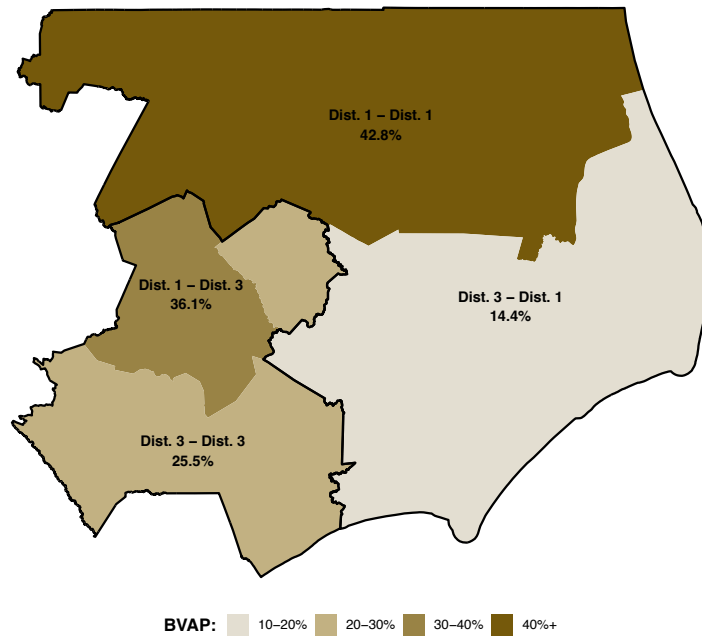 Dist. 1 – Dist. 1
42.8%
Dist. 1 – Dist. 3
36.1%
Dist. 3 – Dist. 1
14.4%
Dist. 3 – Dist. 3
25.5%
BVAP: 10–20% 20–30% 30–40% 40%+